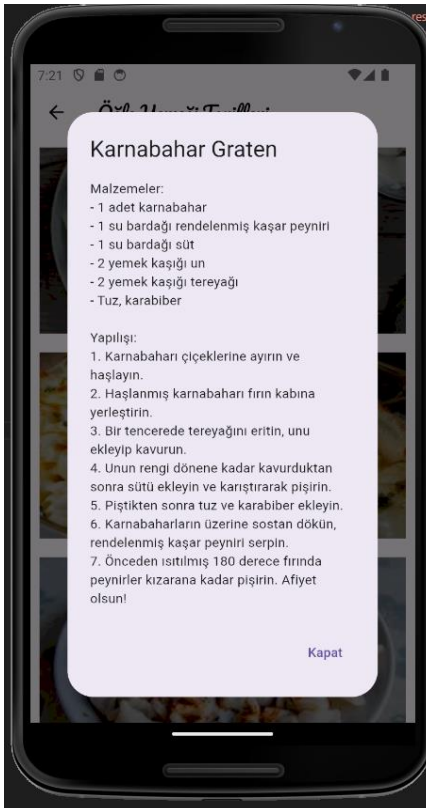 res
7:21
Öğle Yemeği Tarifleri
Karnabahar Graten
Malzemeler:
- 1 adet karnabahar
- 1 su bardağı rendelenmiş kaşar peyniri
- 1 su bardağı süt
- 2 yemek kaşığı un
- 2 yemek kaşığı tereyağı
- Tuz, karabiber
Yapılışı:
1. Karnabaharı çiçeklerine ayırın ve
haşlayın.
2. Haşlanmış karnabaharı fırın kabına
yerleştirin.
3. Bir tencerede tereyağını eritin, unu
ekleyip kavurun.
4. Unun rengi dönene kadar kavurduktan
sonra sütü ekleyin ve karıştırarak pişirin.
5. Piştikten sonra tuz ve karabiber ekleyin.
6. Karnabaharların üzerine sostan dökün,
rendelenmiş kaşar peyniri serpin.
7. Önceden ısıtılmış 180 derece fırında
peynirler kızarana kadar pişirin. Afiyet
olsun!
Kapat